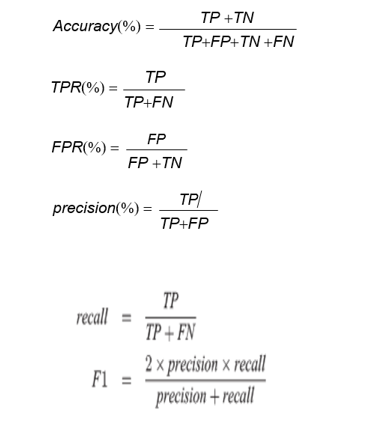 Accuracy(%) = TP +TN
TP+FP+TN +FN
TPR(%) = TP
TP+FN
FPR(%) = FP
FP +TN
precision(%) = TP/
TP+FP
recall = TP
TP + FN
F1 = 2 × precision × recall
precision + recall